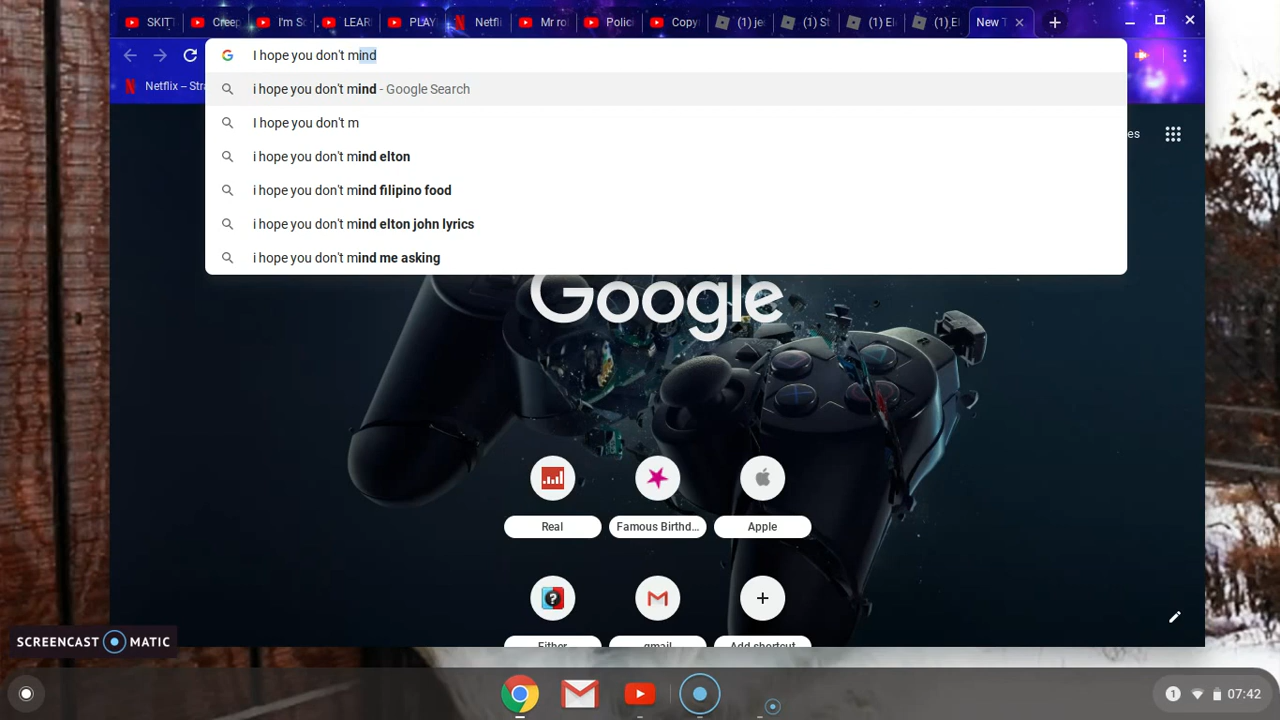 SKITT
Creep
I'm So
LEAR
PLAY
Netfli
Mr ro
Polic
Copy
(1) je
(1) St
(1) El
(1) El
New T
I hope you don't mind
Netflix – Stra
i hope you don't mind - Google Search
I hope you don't m
es
i hope you don't mind elton
i hope you don't mind filipino food
i hope you don't mind elton john lyrics
i hope you don't mind me asking
Google
Real
Famous Birthd...
Apple
Either
gmail
Add shortcut
SCREENCAST MATIC
1
07:42